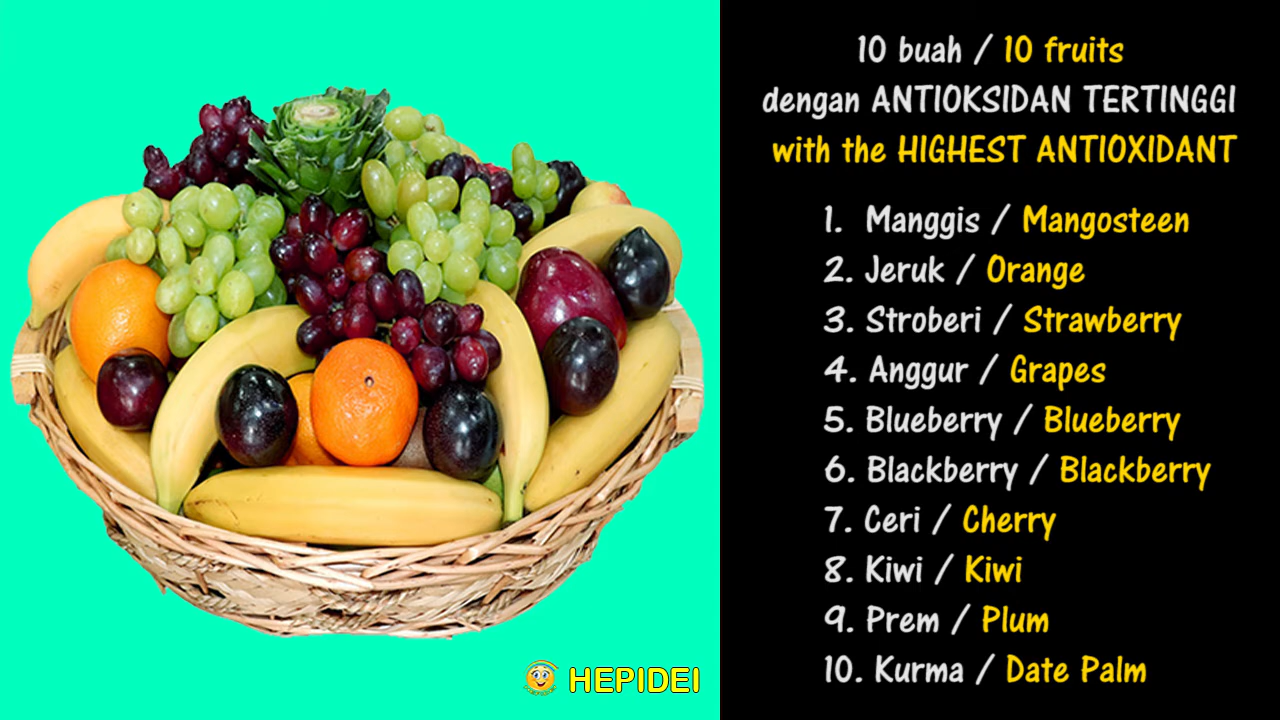 10 buah / 10 fruits
dengan ANTIOKSIDAN TERTINGGI
with the HIGHEST ANTIOXIDANT
1. Manggis / Mangosteen
2. Jeruk / Orange
3. Stroberi / Strawberry
4. Anggur / Grapes
5. Blueberry / Blueberry
6. Blackberry / Blackberry
7. Ceri / Cherry
8. Kiwi / Kiwi
9. Prem / Plum
10. Kurma / Date Palm
HEPIDEI